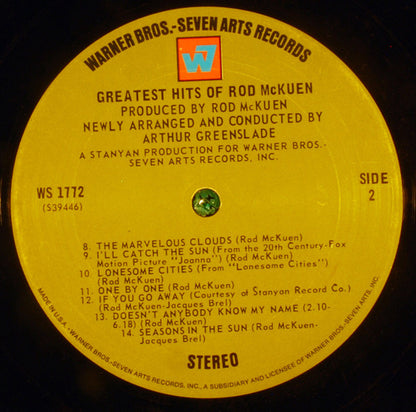 WARNER BROS.-SEVEN ARTS RECORDS
W7
GREATEST HITS OF ROD McKUEN
PRODUCED BY ROD McKUEN
NEWLY ARRANGED AND CONDUCTED BY
ARTHUR GREENSLADE
A STANYAN PRODUCTION FOR WARNER BROS.-
SEVEN ARTS RECORDS, INC.
WS 1772
(S39446)
SIDE
2
8. THE MARVELOUS CLOUDS (Rod McKuen)
9. I'LL CATCH THE SUN (From the 20th Century-Fox
Motion Picture "Joanna") (Rod McKuen)
10. LONESOME CITIES (From "Lonesome Cities")
(Rod McKuen)
11. ONE BY ONE (Rod McKuen)
12. IF YOU GO AWAY (Courtesy of Stanyan Record Co.)
(Rod McKuen-Jacques Brel)
13. DOESN'T ANYBODY KNOW MY NAME (2.10-
6.18) (Rod McKuen)
14. SEASONS IN THE SUN (Rod McKuen-
Jacques Brel)
STEREO
MADE IN U.S.A. - WARNER BROS.-SEVEN ARTS RECORDS, INC., A SUBSIDIARY AND LICENSEE OF WARNER BROS.-SEVEN ARTS, INC.